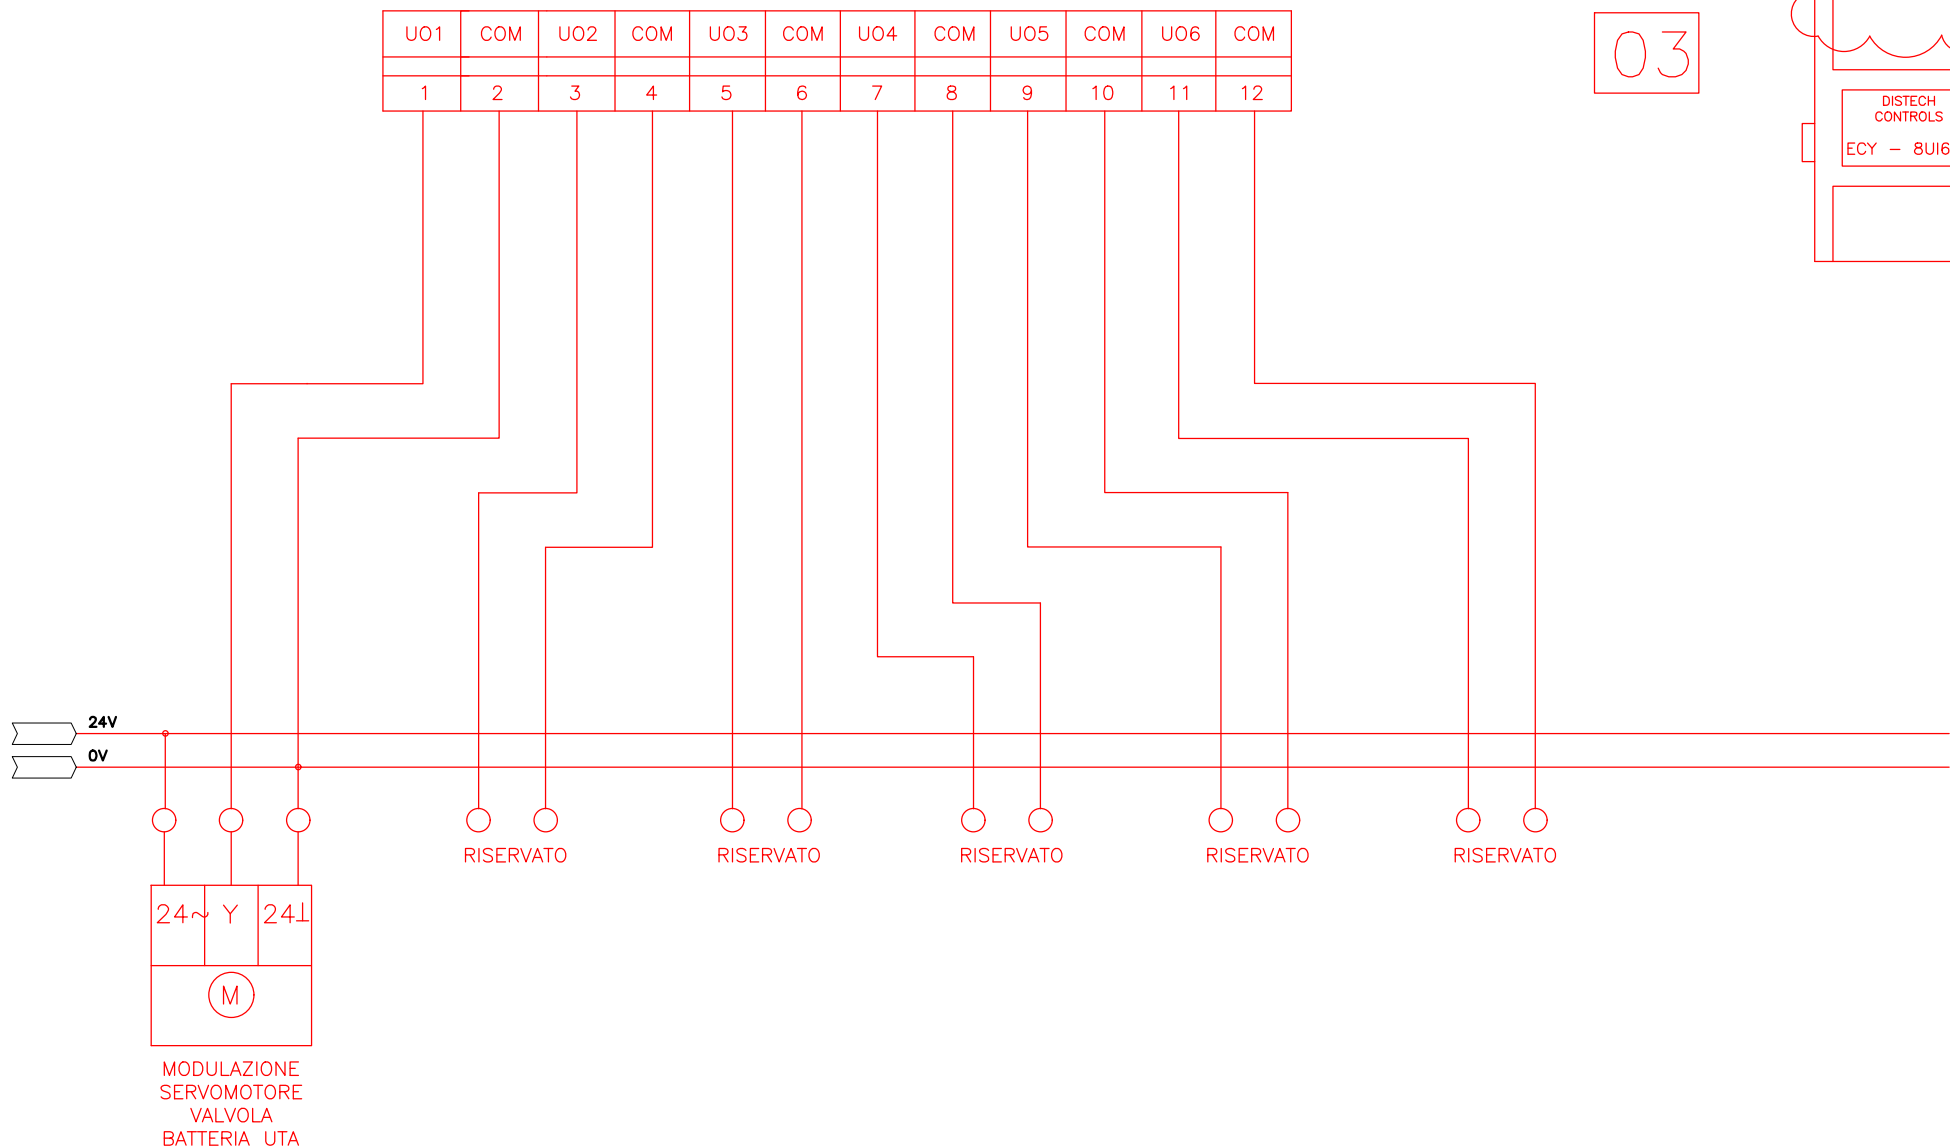 UO1 COM UO2 COM UO3 COM UO4 COM UO5 COM UO6 COM
1 2 3 4 5 6 7 8 9 10 11 12
03
DISTECH
CONTROLS
ECY - 8UI6
24V
0V
RISERVATO RISERVATO RISERVATO RISERVATO RISERVATO
24~ Y 24⊥
M
MODULAZIONE
SERVOMOTORE
VALVOLA
BATTERIA UTA